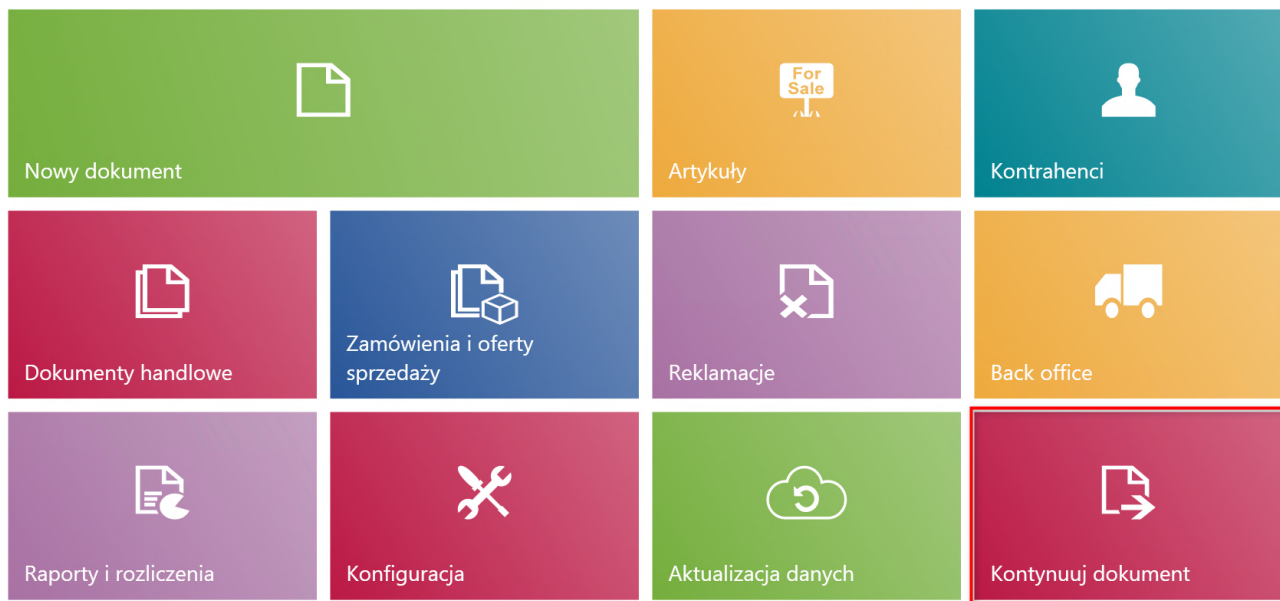 For
Sale
Nowy dokument
Artykuły
Kontrahenci
Dokumenty handlowe
Zamówienia i oferty
sprzedaży
Reklamacje
Back office
Raporty i rozliczenia
Konfiguracja
Aktualizacja danych
Kontynuuj dokument